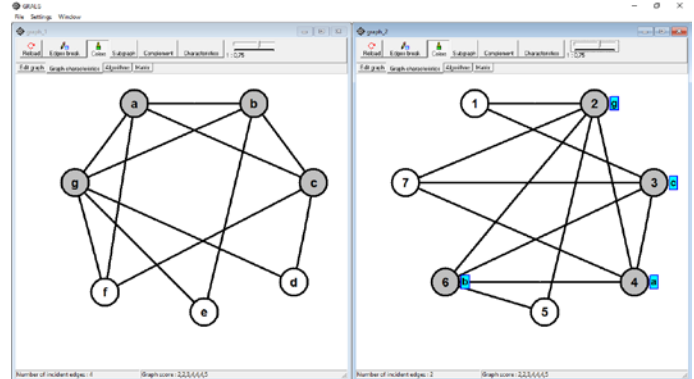 GRALS
File Settings Window
graph_1
Reload Edges break Colors Subgraph Complement Characteristics 1 : 0,75
Edit graph Graph characteristics Algorithms Matrix
a
b
g
c
f
e
d
Number of incident edges : 4 Graph score : 2,2,3,4,4,4,5
graph_2
Reload Edges break Colors Subgraph Complement Characteristics 1 : 0,75
Edit graph Graph characteristics Algorithms Matrix
1
2 g
7
3 c
6 b
4 a
5
Number of incident edges : 2 Graph score : 2,2,3,4,4,4,5